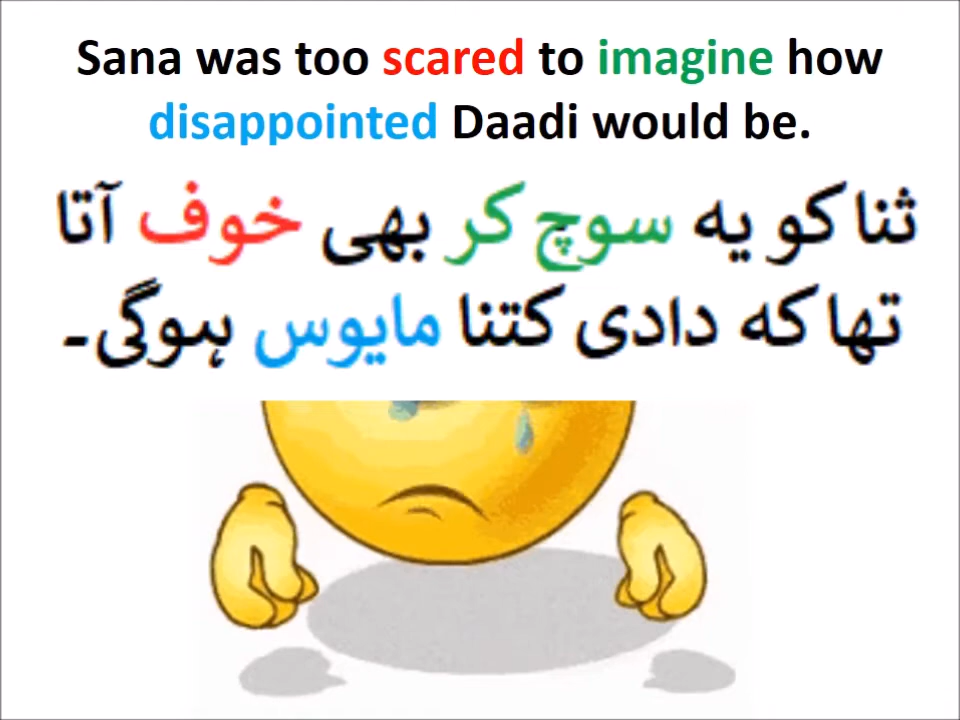 Sana was too scared to imagine how
disappointed Daadi would be.
ثنا کو یہ سوچ کر بھی خوف آتا
تھا کہ دادی کتنا مایوس ہوگی۔